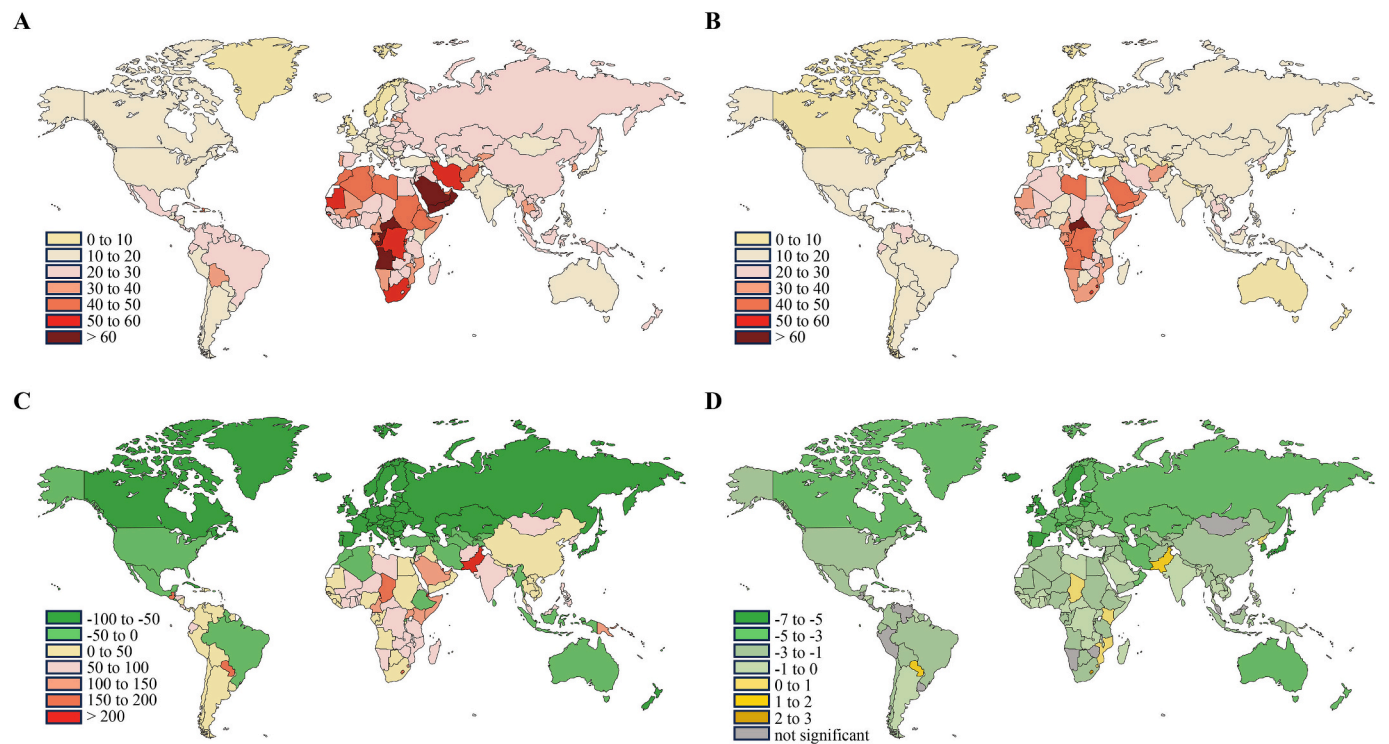 A
0 to 10
10 to 20
20 to 30
30 to 40
40 to 50
50 to 60
> 60
B
0 to 10
10 to 20
20 to 30
30 to 40
40 to 50
50 to 60
> 60
C
-100 to -50
-50 to 0
0 to 50
50 to 100
100 to 150
150 to 200
> 200
D
-7 to -5
-5 to -3
-3 to -1
-1 to 0
0 to 1
1 to 2
2 to 3
not significant